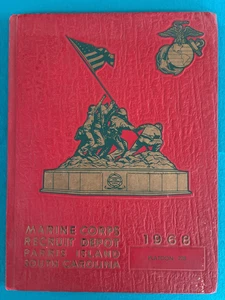 MARINE CORPS
RECRUIT DEPOT
PARRIS ISLAND
SOUTH CAROLINA
1968